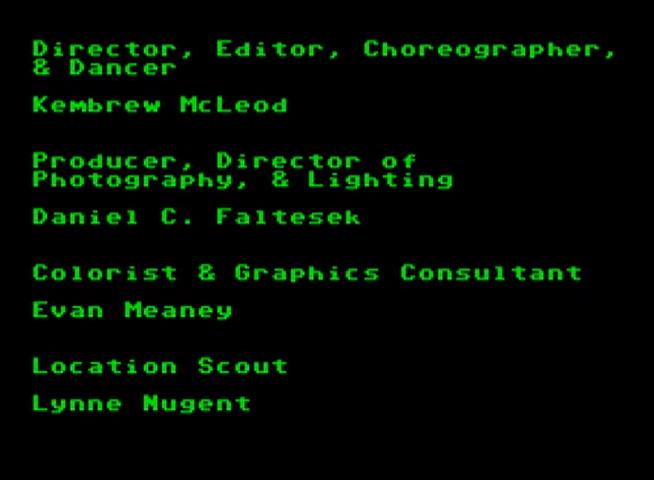 Director, Editor, Choreographer,
& Dancer
Kembrew McLeod
Producer, Director of
Photography, & Lighting
Daniel C. Faltesek
Colorist & Graphics Consultant
Evan Meaney
Location Scout
Lynne Nugent